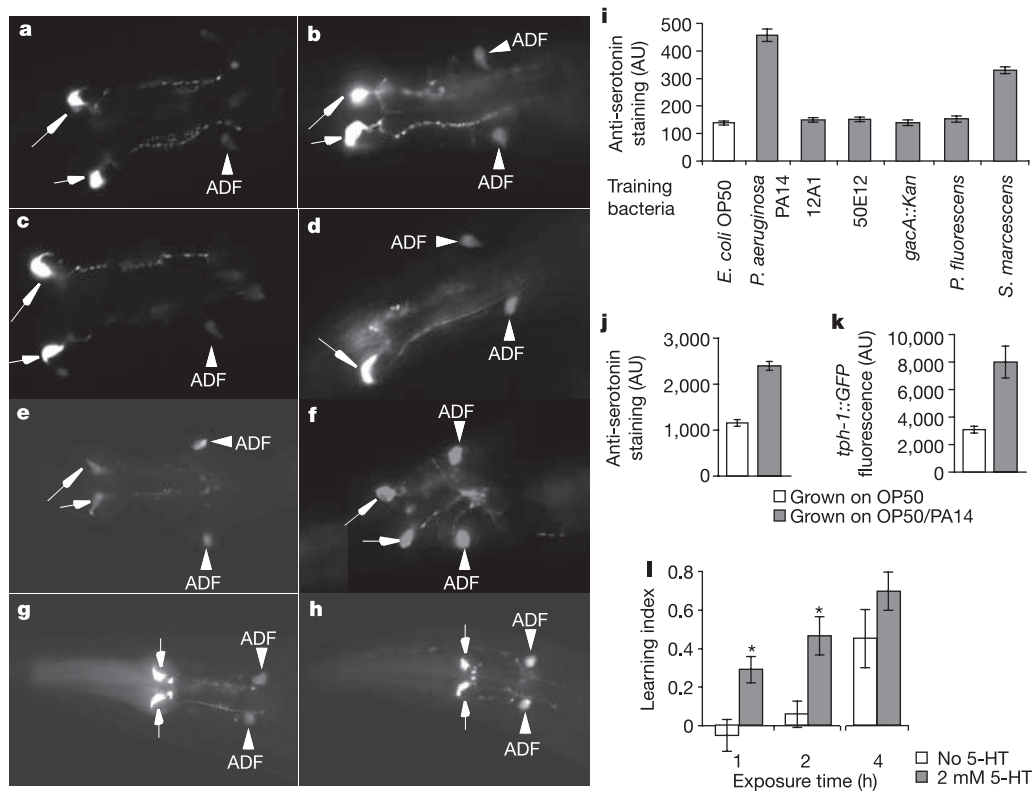 a
ADF
b
ADF
ADF
c
ADF
d
ADF
ADF
e
ADF
ADF
f
ADF
ADF
g
ADF
ADF
h
ADF
ADF
i
Anti-serotonin
staining (AU)
500
400
300
200
100
0
Training
bacteria
E. coli OP50
P. aeruginosa
PA14
12A1
50E12
gacA::Kan
P. fluorescens
S. marcescens
j
Anti-serotonin
staining (AU)
3,000
2,000
1,000
0
k
tph-1::GFP
fluorescence (AU)
10,000
8,000
6,000
4,000
2,000
0
Grown on OP50
Grown on OP50/PA14
l
Learning index
0.8
0.6
0.4
0.2
0
*
*
1 2 4
Exposure time (h)
No 5-HT
2 mM 5-HT